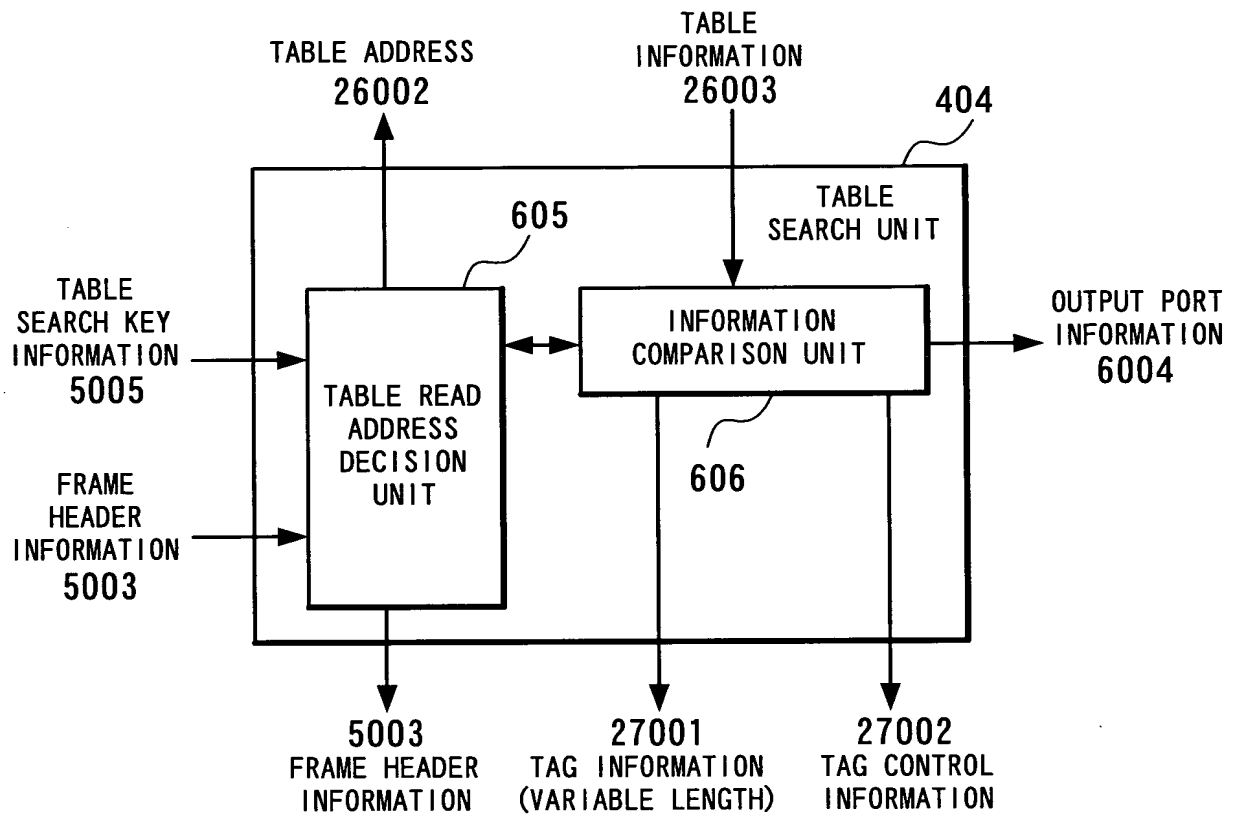 TABLE ADDRESS
26002
TABLE
INFORMATION
26003
404
TABLE
SEARCH UNIT
605
TABLE
SEARCH KEY
INFORMATION
5005
INFORMATION
COMPARISON UNIT
OUTPUT PORT
INFORMATION
6004
TABLE READ
ADDRESS
DECISION
UNIT
606
FRAME
HEADER
INFORMATION
5003
5003
FRAME HEADER
INFORMATION
27001
TAG INFORMATION
(VARIABLE LENGTH)
27002
TAG CONTROL
INFORMATION